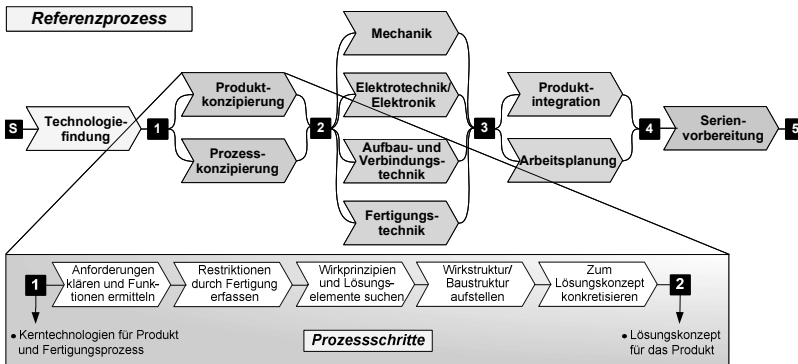 Referenzprozess
S
Technologie-
findung
1
Produkt-
konzipierung
Prozess-
konzipierung
2
Mechanik
Elektrotechnik/
Elektronik
Aufbau- und
Verbindungs-
technik
Fertigungs-
technik
3
Produkt-
integration
Arbeitsplanung
4
Serien-
vorbereitung
5
1
Anforderungen
klären und Funk-
tionen ermitteln
Restriktionen
durch Fertigung
erfassen
Wirkprinzipien
und Lösungs-
elemente suchen
Wirkstruktur/
Baustruktur
aufstellen
Zum
Lösungskonzept
konkretisieren
2
• Kerntechnologien für Produkt
und Fertigungsprozess
Prozessschritte
• Lösungskonzept
für das Produkt